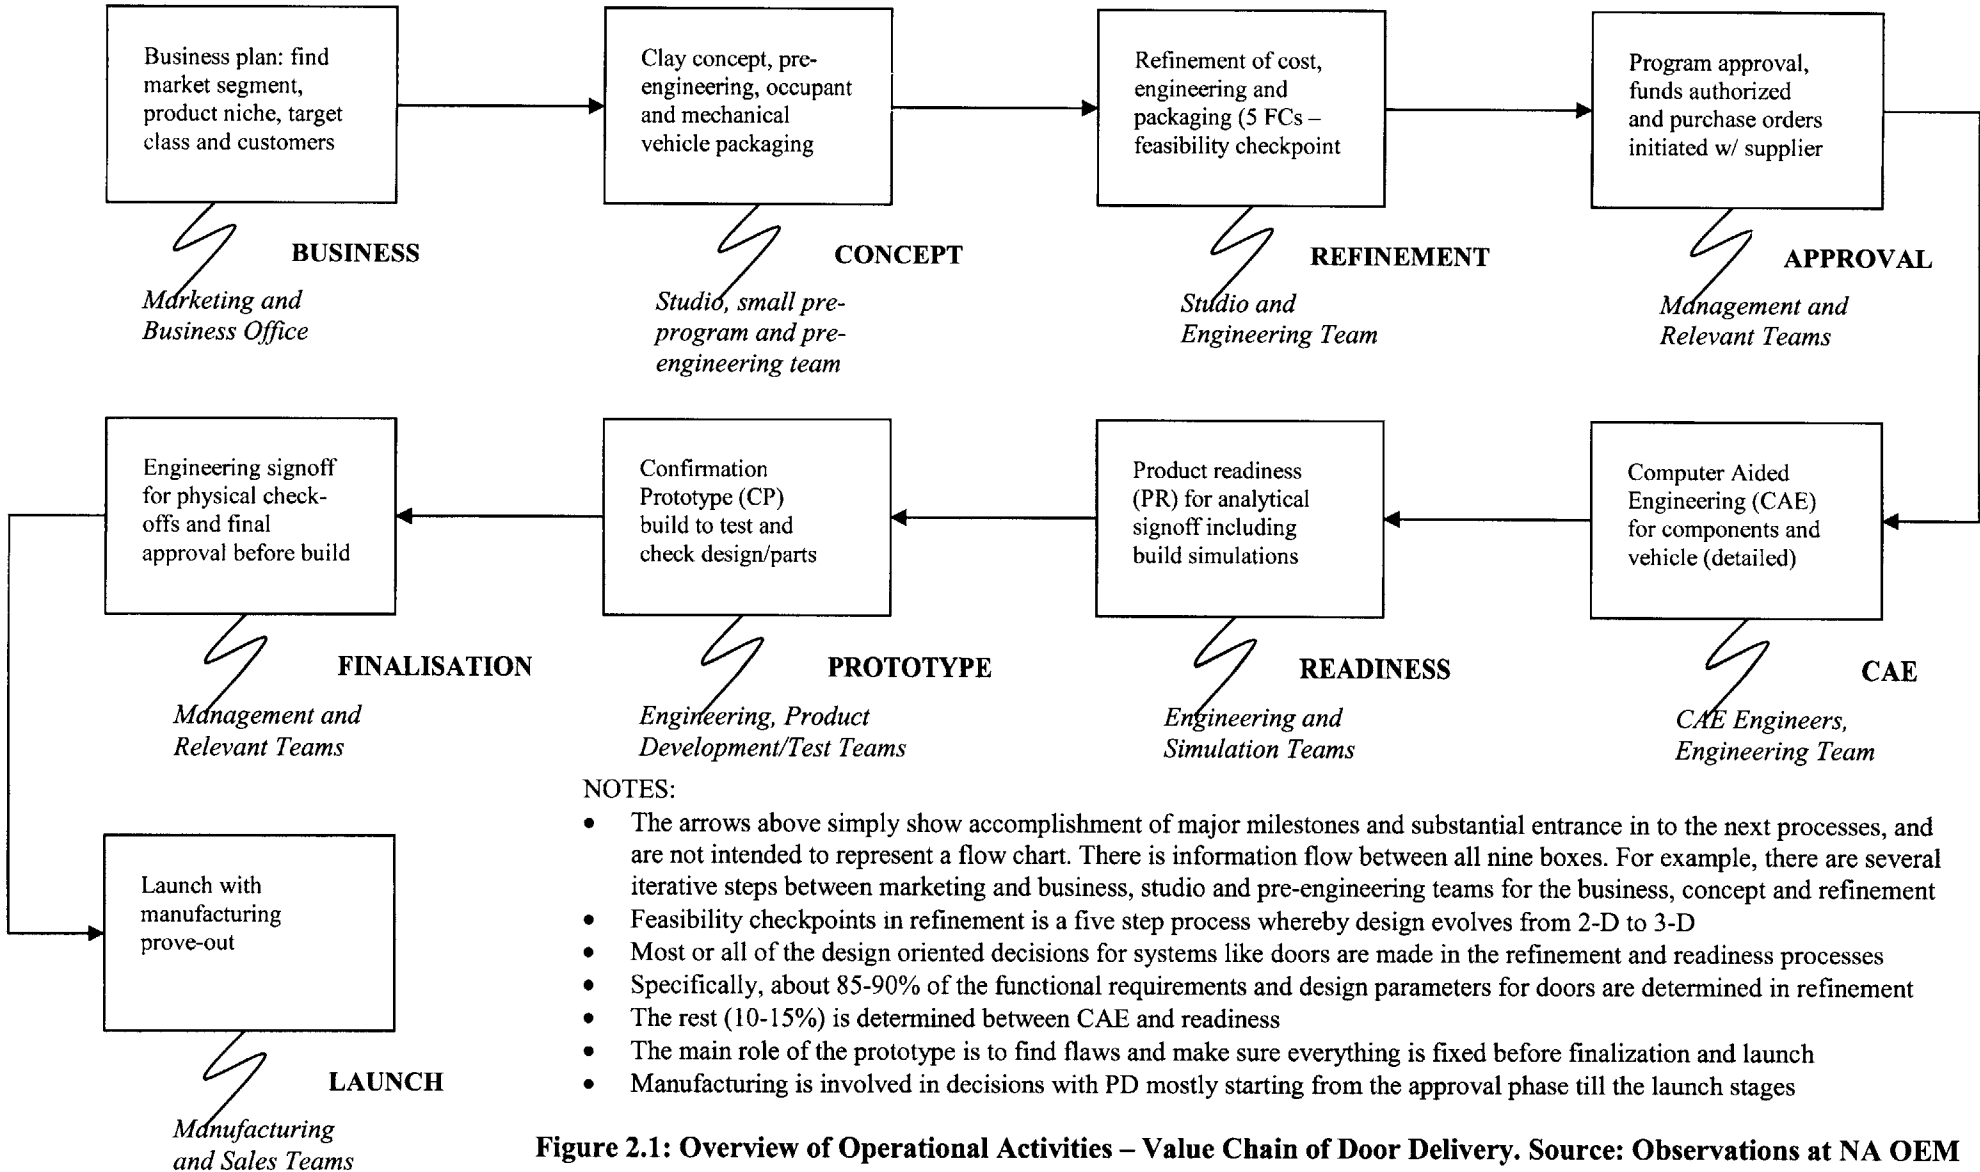 Business plan: find
market segment,
product niche, target
class and customers
BUSINESS
Marketing and
Business Office
Clay concept, pre-
engineering, occupant
and mechanical
vehicle packaging
CONCEPT
Studio, small pre-
program and pre-
engineering team
Refinement of cost,
engineering and
packaging (5 FCs –
feasibility checkpoint
REFINEMENT
Studio and
Engineering Team
Program approval,
funds authorized
and purchase orders
initiated w/ supplier
APPROVAL
Management and
Relevant Teams
Computer Aided
Engineering (CAE)
for components and
vehicle (detailed)
CAE
CAE Engineers,
Engineering Team
Product readiness
(PR) for analytical
signoff including
build simulations
READINESS
Engineering and
Simulation Teams
Confirmation
Prototype (CP)
build to test and
check design/parts
PROTOTYPE
Engineering, Product
Development/Test Teams
Engineering signoff
for physical check-
offs and final
approval before build
FINALISATION
Management and
Relevant Teams
Launch with
manufacturing
prove-out
LAUNCH
Manufacturing
and Sales Teams
NOTES:
• The arrows above simply show accomplishment of major milestones and substantial entrance in to the next processes, and
are not intended to represent a flow chart. There is information flow between all nine boxes. For example, there are several
iterative steps between marketing and business, studio and pre-engineering teams for the business, concept and refinement
• Feasibility checkpoints in refinement is a five step process whereby design evolves from 2-D to 3-D
• Most or all of the design oriented decisions for systems like doors are made in the refinement and readiness processes
• Specifically, about 85-90% of the functional requirements and design parameters for doors are determined in refinement
• The rest (10-15%) is determined between CAE and readiness
• The main role of the prototype is to find flaws and make sure everything is fixed before finalization and launch
• Manufacturing is involved in decisions with PD mostly starting from the approval phase till the launch stages
Figure 2.1: Overview of Operational Activities – Value Chain of Door Delivery. Source: Observations at NA OEM